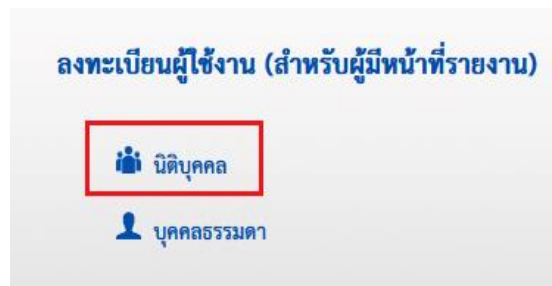 ลงทะเบียนผู้ใช้งาน (สำหรับผู้มีหน้าที่รายงาน)
นิติบุคคล
บุคคลธรรมดา